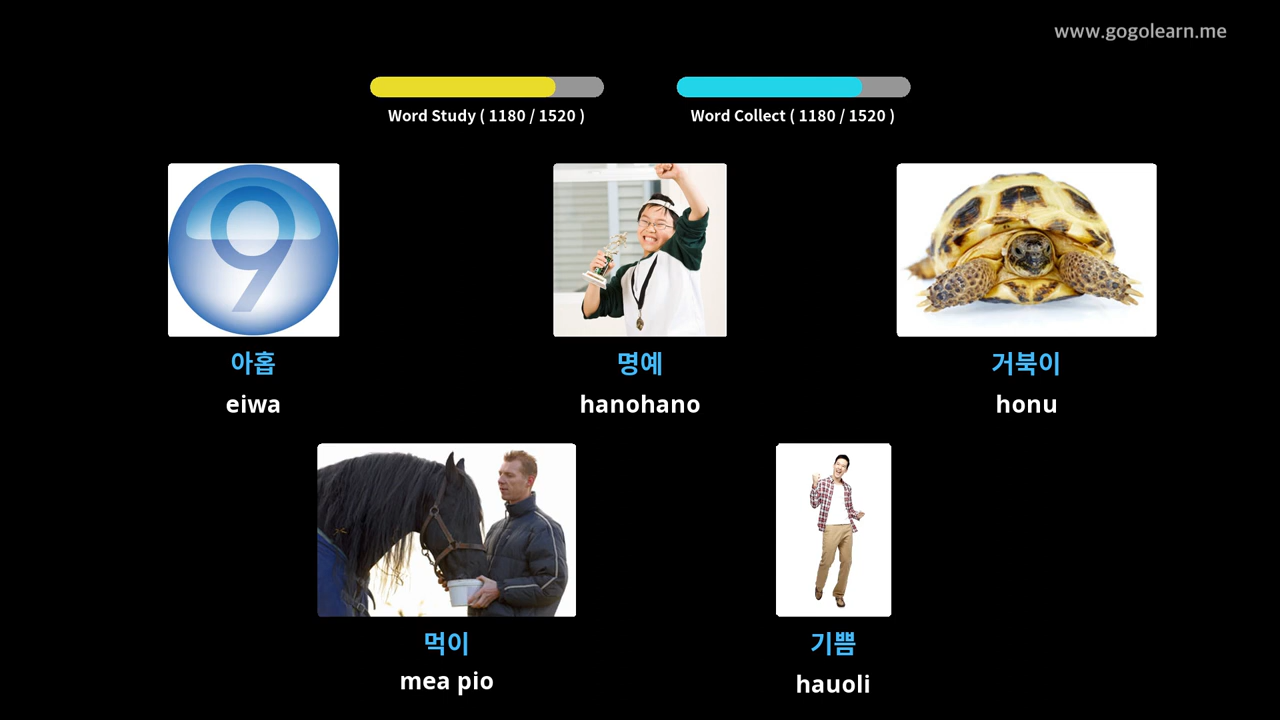 www.gogolearn.me
Word Study ( 1180 / 1520 )
Word Collect ( 1180 / 1520 )
9
아홉
eiwa
명예
hanohano
거북이
honu
먹이
mea pio
기쁨
hauoli